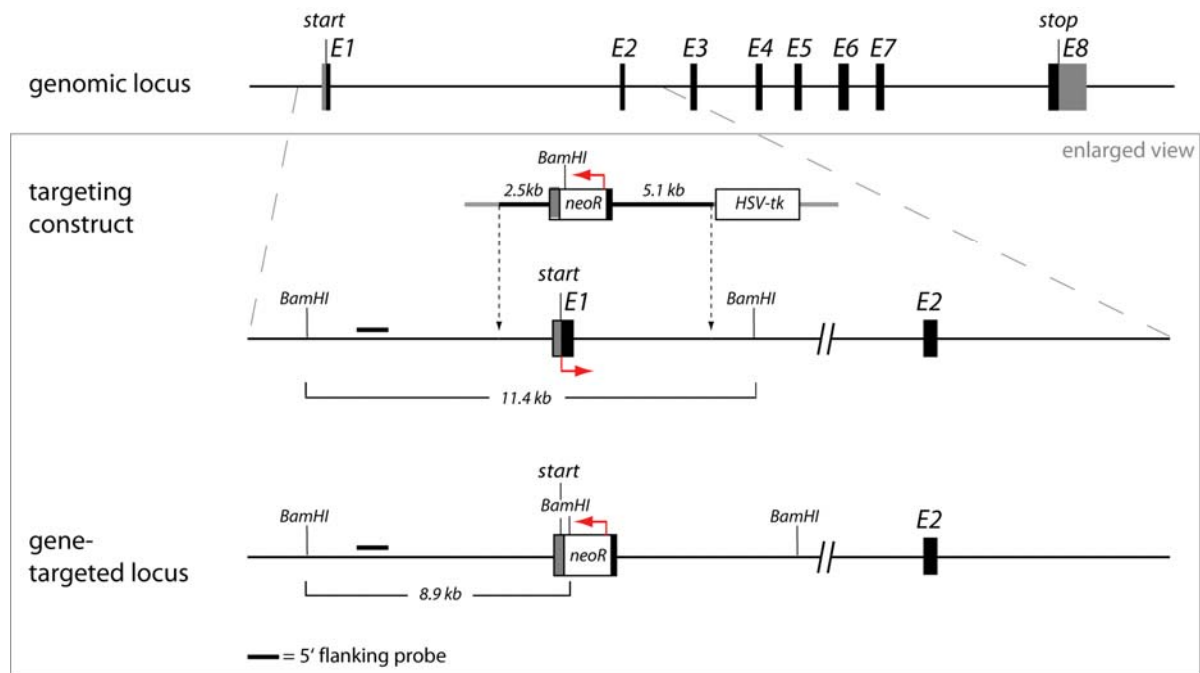 start
stop
E1
E2
E3
E4
E5
E6
E7
E8
genomic locus
enlarged view
targeting
construct
BamHI
2.5kb
5.1 kb
neoR
HSV-tk
start
BamHI
E1
BamHI
E2
11.4 kb
start
BamHI
BamHI
BamHI
E2
gene-
targeted locus
neoR
8.9 kb
= 5' flanking probe